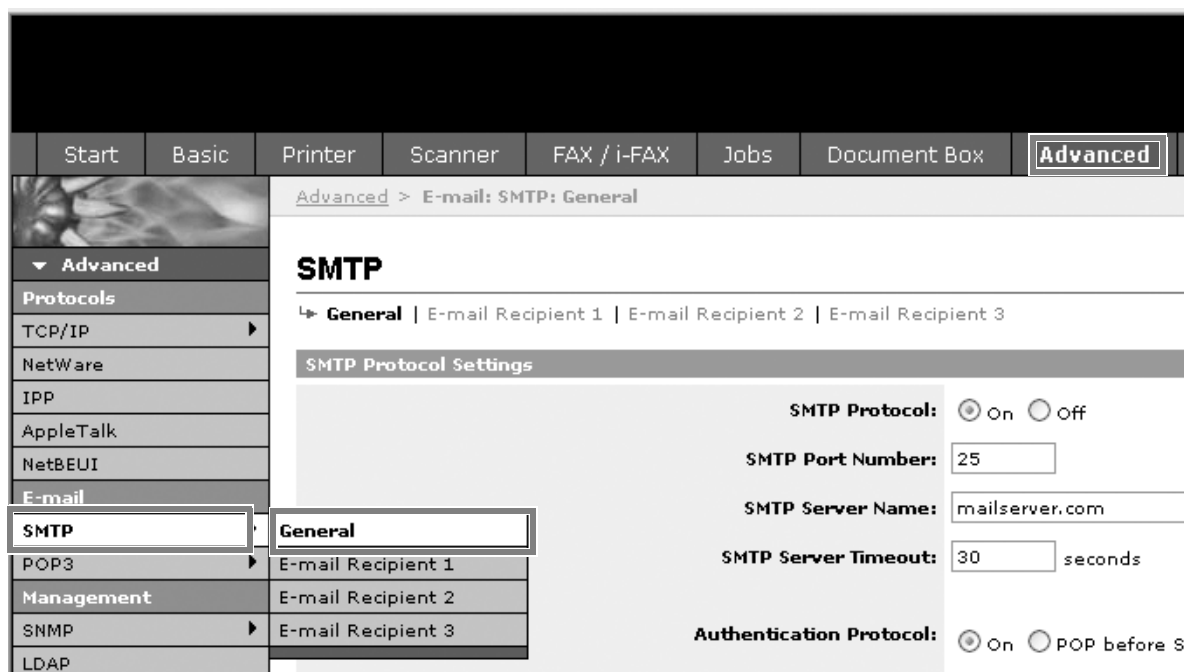 Start Basic Printer Scanner FAX / i-FAX Jobs Document Box Advanced
Advanced > E-mail: SMTP: General
Advanced
Protocols
TCP/IP
NetWare
IPP
AppleTalk
NetBEUI
E-mail
SMTP
POP3
Management
SNMP
LDAP
General
E-mail Recipient 1
E-mail Recipient 2
E-mail Recipient 3
SMTP
General | E-mail Recipient 1 | E-mail Recipient 2 | E-mail Recipient 3
SMTP Protocol Settings
SMTP Protocol: On Off
SMTP Port Number: 25
SMTP Server Name: mailserver.com
SMTP Server Timeout: 30 seconds
Authentication Protocol: On POP before S